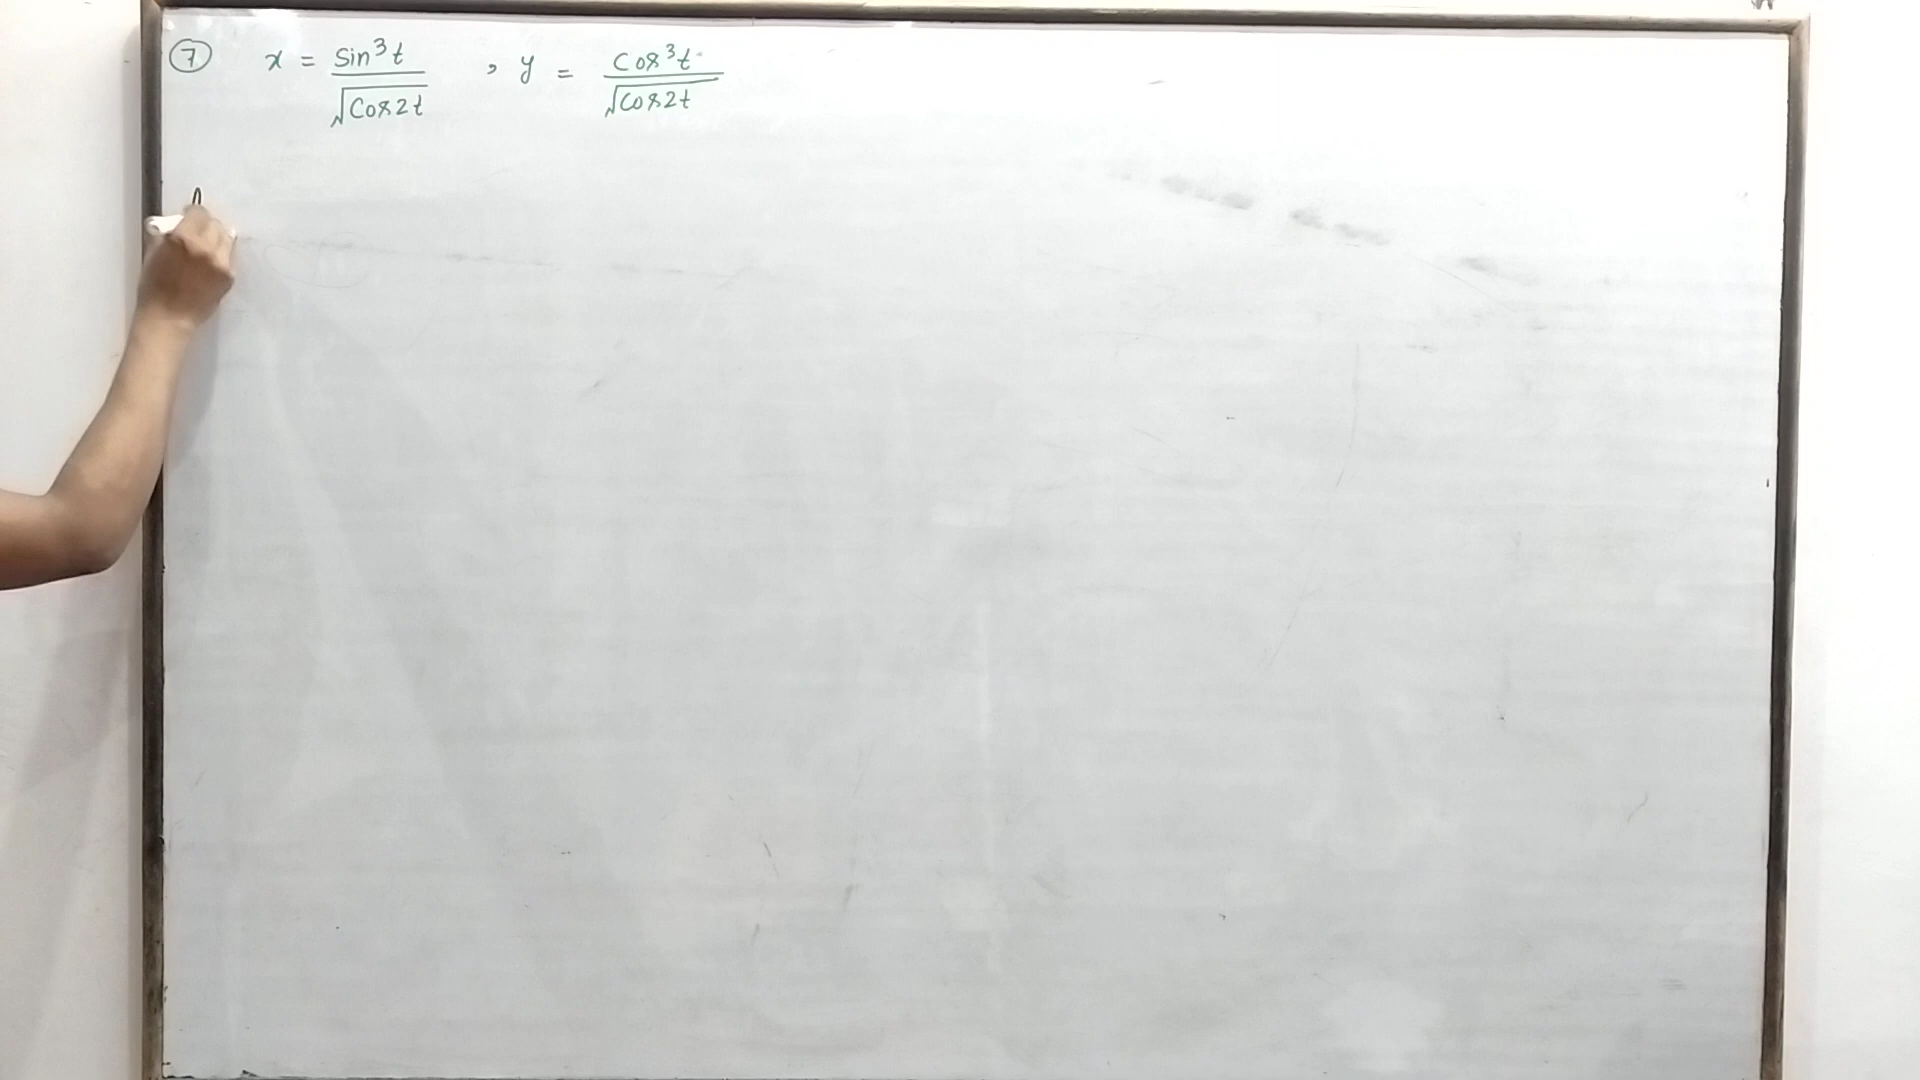 ⑦ x = sin³t / √cos2t , y = cos³t / √cos2t